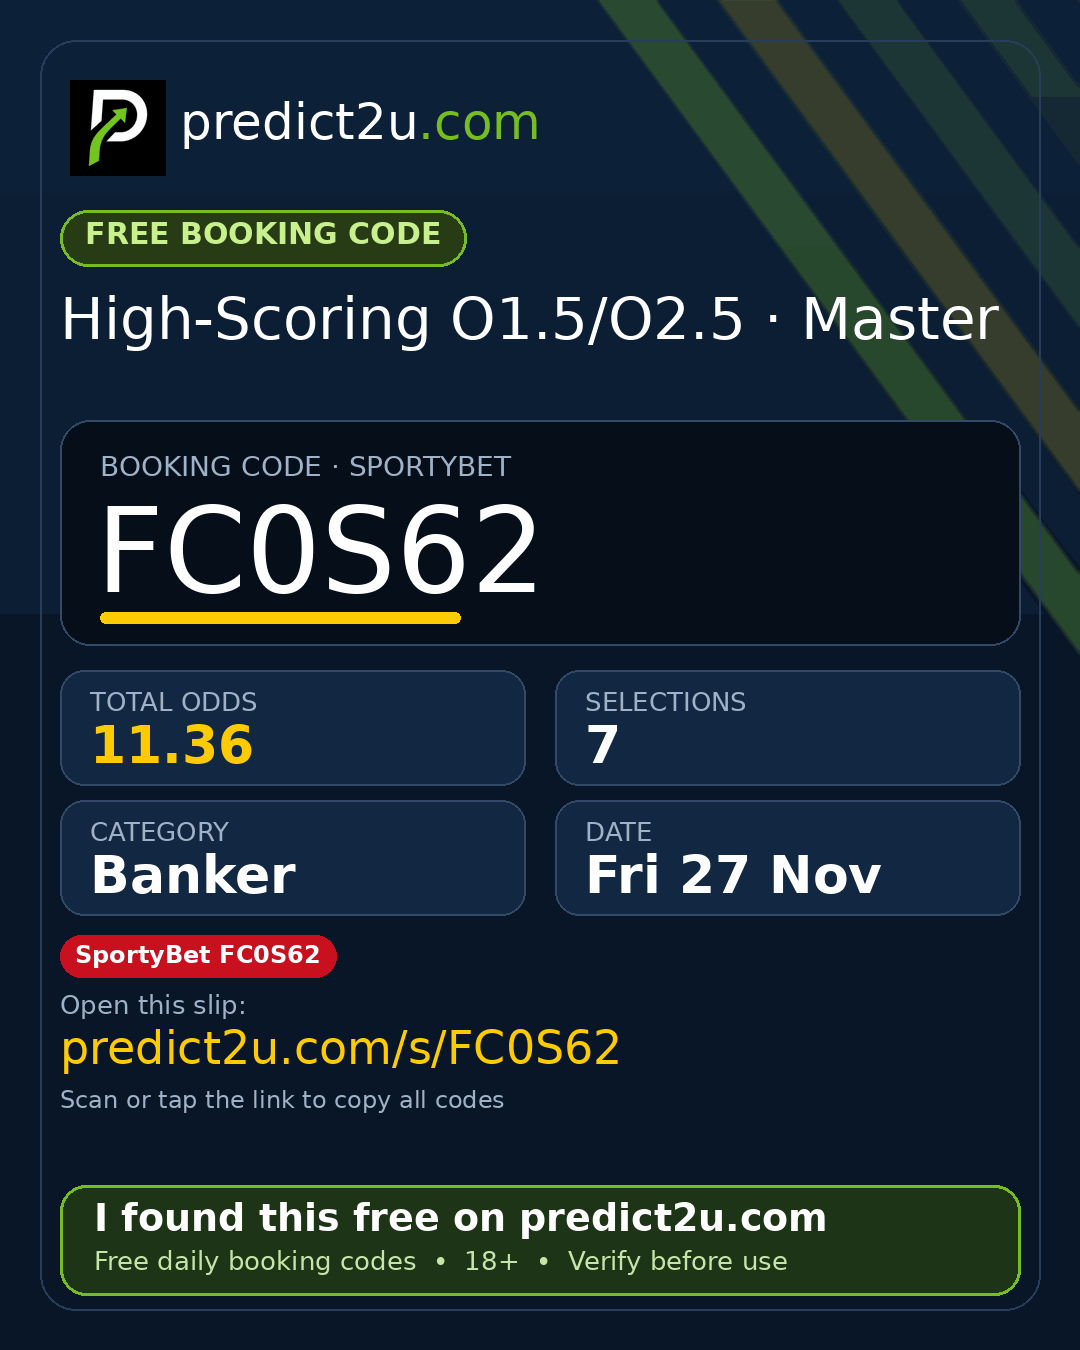 predict2u.com
FREE BOOKING CODE
High-Scoring O1.5/O2.5 · Master
BOOKING CODE · SPORTYBET
FC0S62
TOTAL ODDS
11.36
SELECTIONS
7
CATEGORY
Banker
DATE
Fri 27 Nov
SportyBet FC0S62
Open this slip:
predict2u.com/s/FC0S62
Scan or tap the link to copy all codes
I found this free on predict2u.com
Free daily booking codes • 18+ • Verify before use